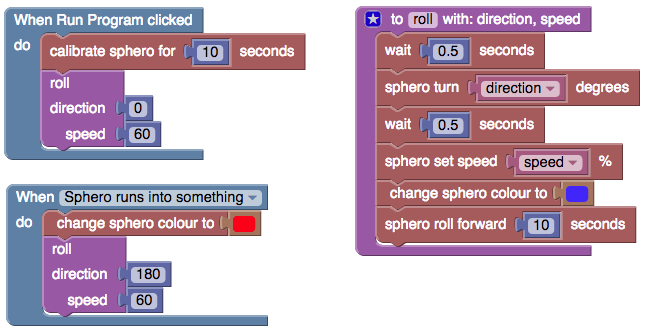 When Run Program clicked
do calibrate sphero for 10 seconds
roll
direction 0
speed 60
When Sphero runs into something
do change sphero colour to
roll
direction 180
speed 60
to roll with: direction, speed
wait 0.5 seconds
sphero turn direction degrees
wait 0.5 seconds
sphero set speed speed %
change sphero colour to
sphero roll forward 10 seconds